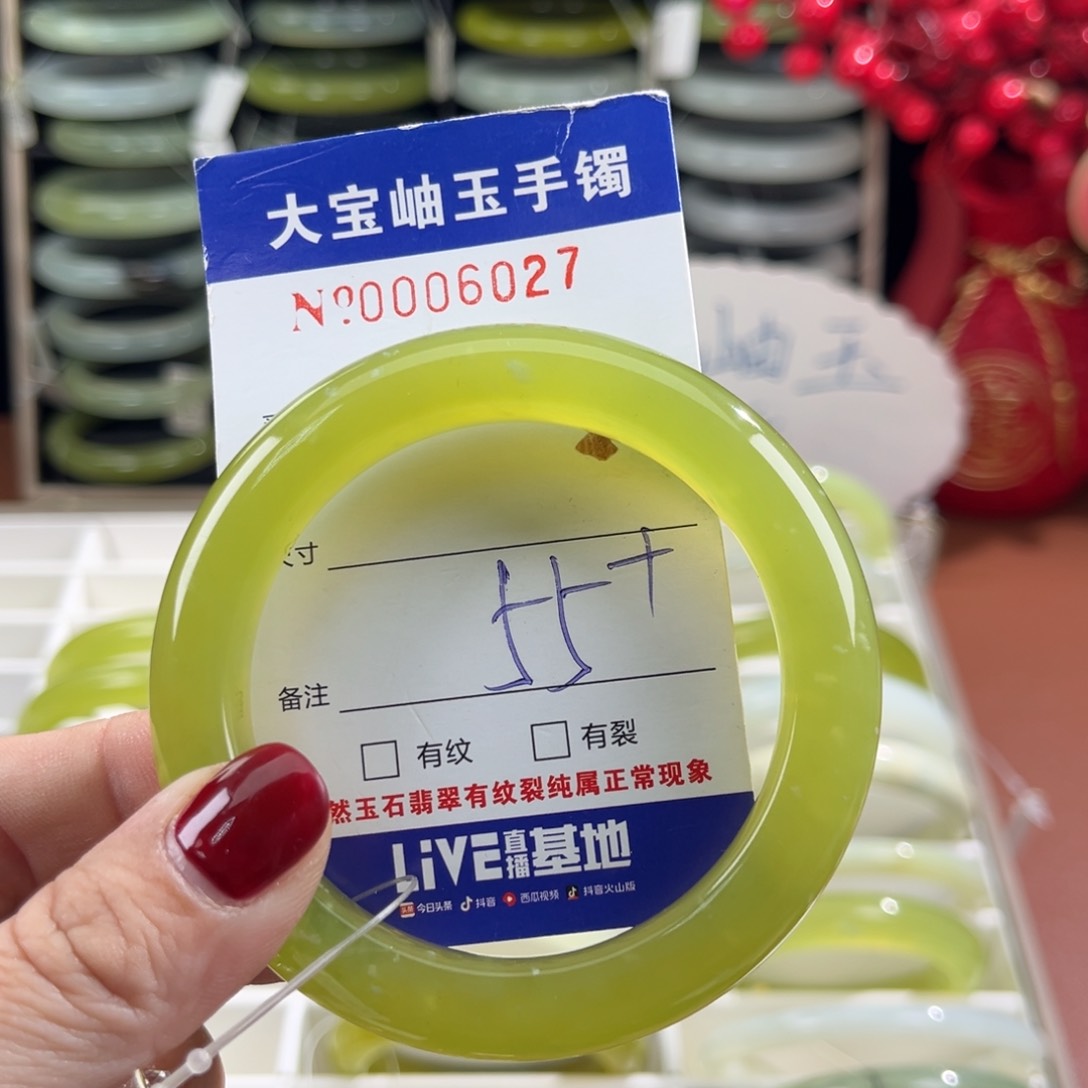 大宝岫玉手镯
Nº0006027
岫玉
寸
55+
备注
有纹 有裂
然玉石翡翠有纹裂纯属正常现象
LiVE直播基地
头条 今日头条 抖音 西瓜视频 抖音火山版